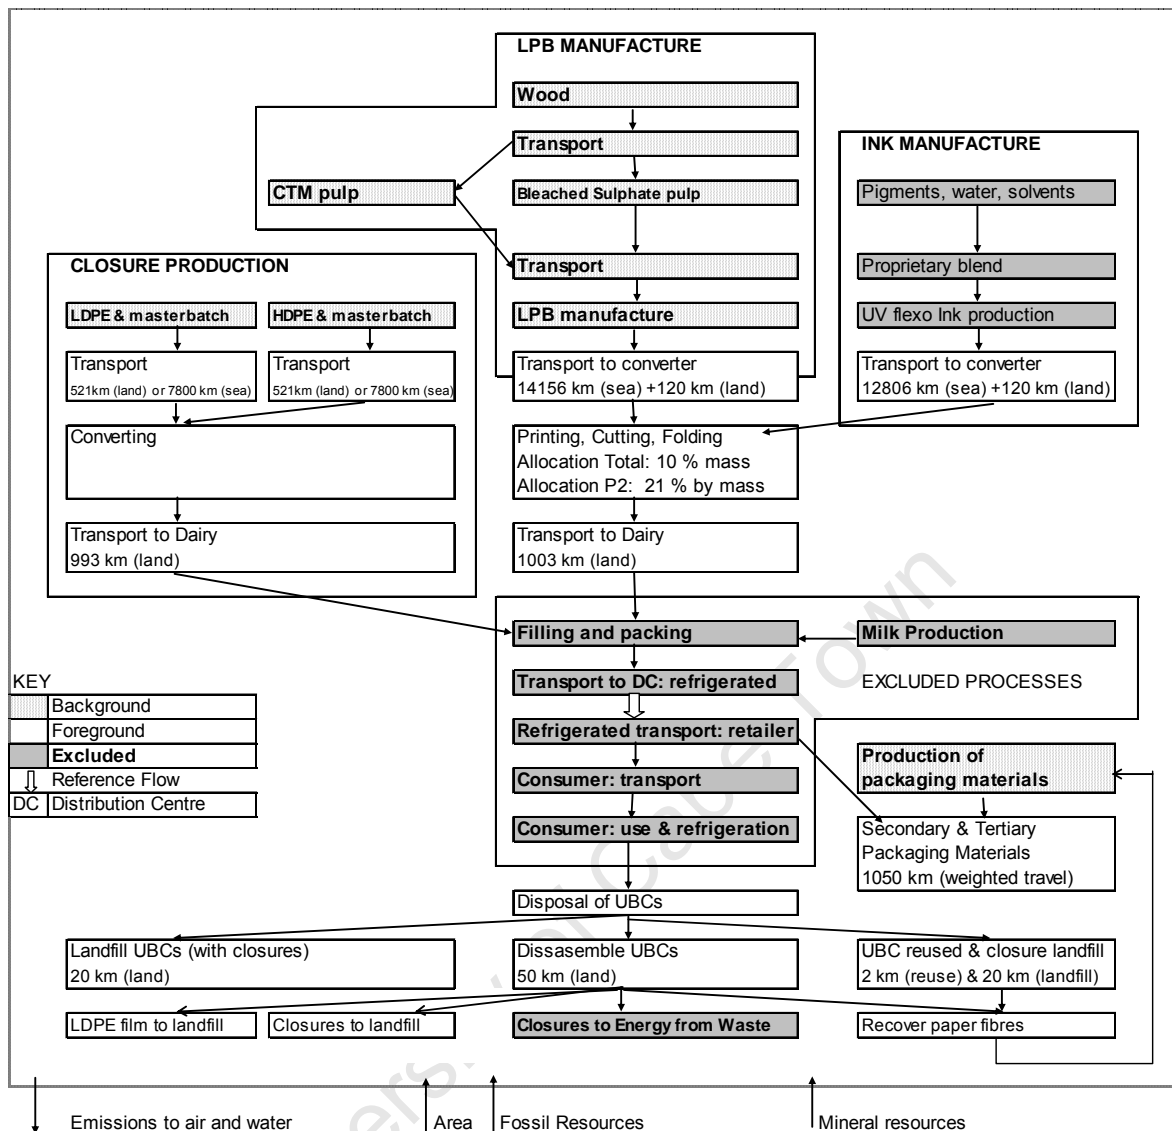 LPB MANUFACTURE
Wood
Transport
INK MANUFACTURE
CTM pulp
Bleached Sulphate pulp
Pigments, water, solvents
Transport
Proprietary blend
CLOSURE PRODUCTION
LDPE & masterbatch
HDPE & masterbatch
LPB manufacture
UV flexo Ink production
Transport
521km (land) or 7800 km (sea)
Transport
521km (land) or 7800 km (sea)
Transport to converter
14156 km (sea) +120 km (land)
Transport to converter
12806 km (sea) +120 km (land)
Converting
Printing, Cutting, Folding
Allocation Total: 10 % mass
Allocation P2: 21 % by mass
Transport to Dairy
993 km (land)
Transport to Dairy
1003 km (land)
Filling and packing
Milk Production
Transport to DC: refrigerated
EXCLUDED PROCESSES
KEY
Background
Foreground
Excluded
Reference Flow
DC Distribution Centre
Refrigerated transport: retailer
Consumer: transport
Consumer: use & refrigeration
Production of
packaging materials
Secondary & Tertiary
Packaging Materials
1050 km (weighted travel)
Disposal of UBCs
Landfill UBCs (with closures)
20 km (land)
Dissasemble UBCs
50 km (land)
UBC reused & closure landfill
2 km (reuse) & 20 km (landfill)
LDPE film to landfill
Closures to landfill
Closures to Energy from Waste
Recover paper fibres
Emissions to air and water
Area
Fossil Resources
Mineral resources
Cape Town